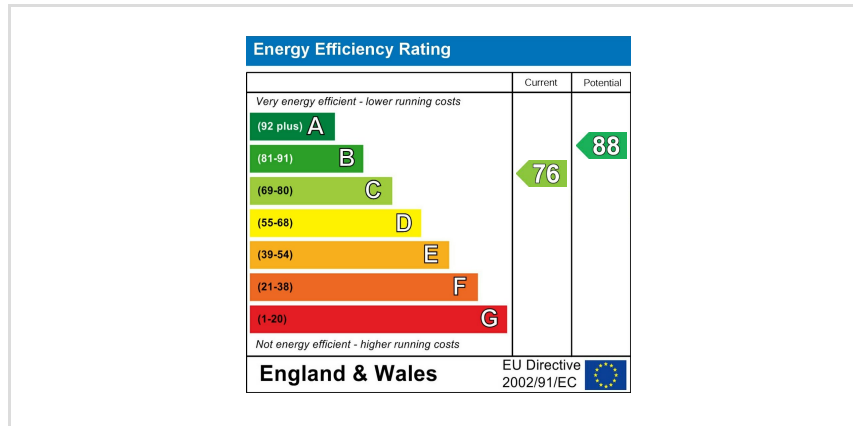 Energy Efficiency Rating
Current Potential
Very energy efficient - lower running costs
(92 plus) A
(81-91) B
88
(69-80) C
76
(55-68) D
(39-54) E
(21-38) F
(1-20) G
Not energy efficient - higher running costs
England & Wales
EU Directive
2002/91/EC